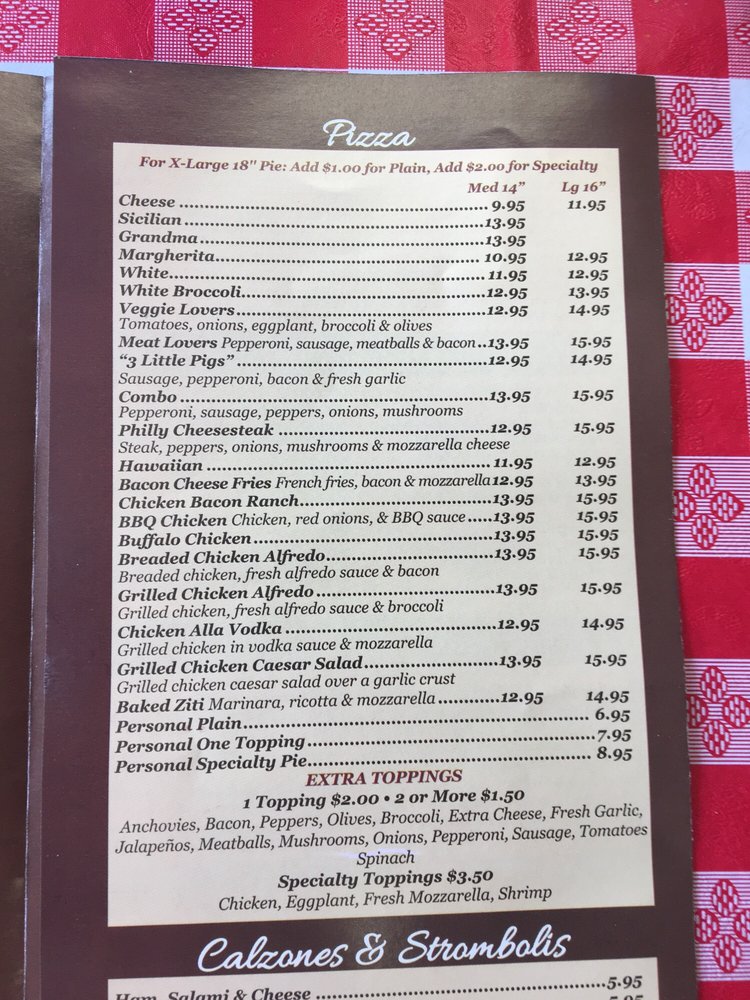 Pizza
For X-Large 18" Pie: Add $1.00 for Plain, Add $2.00 for Specialty
Med 14” Lg 16”
Cheese 9.95 11.95
Sicilian 13.95
Grandma 13.95
Margherita 10.95 12.95
White 11.95 12.95
White Broccoli 12.95 13.95
Veggie Lovers 12.95 14.95
Tomatoes, onions, eggplant, broccoli & olives
Meat Lovers Pepperoni, sausage, meatballs & bacon 13.95 15.95
“3 Little Pigs” 12.95 14.95
Sausage, pepperoni, bacon & fresh garlic
Combo 13.95 15.95
Pepperoni, sausage, peppers, onions, mushrooms
Philly Cheesesteak 12.95 15.95
Steak, peppers, onions, mushrooms & mozzarella cheese
Hawaiian 11.95 12.95
Bacon Cheese Fries French fries, bacon & mozzarella 12.95 13.95
Chicken Bacon Ranch 13.95 15.95
BBQ Chicken Chicken, red onions, & BBQ sauce 13.95 15.95
Buffalo Chicken 13.95 15.95
Breaded Chicken Alfredo 13.95 15.95
Breaded chicken, fresh alfredo sauce & bacon
Grilled Chicken Alfredo 13.95 15.95
Grilled chicken, fresh alfredo sauce & broccoli
Chicken Alla Vodka 12.95 14.95
Grilled chicken in vodka sauce & mozzarella
Grilled Chicken Caesar Salad 13.95 15.95
Grilled chicken caesar salad over a garlic crust
Baked Ziti Marinara, ricotta & mozzarella 12.95 14.95
Personal Plain 6.95
Personal One Topping 7.95
Personal Specialty Pie 8.95
EXTRA TOPPINGS
1 Topping $2.00 • 2 or More $1.50
Anchovies, Bacon, Peppers, Olives, Broccoli, Extra Cheese, Fresh Garlic,
Jalapeños, Meatballs, Mushrooms, Onions, Pepperoni, Sausage, Tomatoes
Spinach
Specialty Toppings $3.50
Chicken, Eggplant, Fresh Mozzarella, Shrimp
Calzones & Strombolis
Ham, Salami & Cheese 5.95